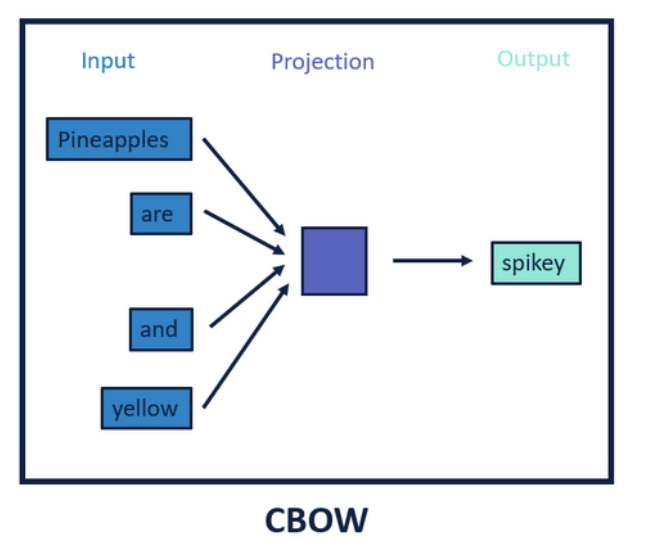 Input Projection Output
Pineapples
are
spikey
and
yellow
CBOW